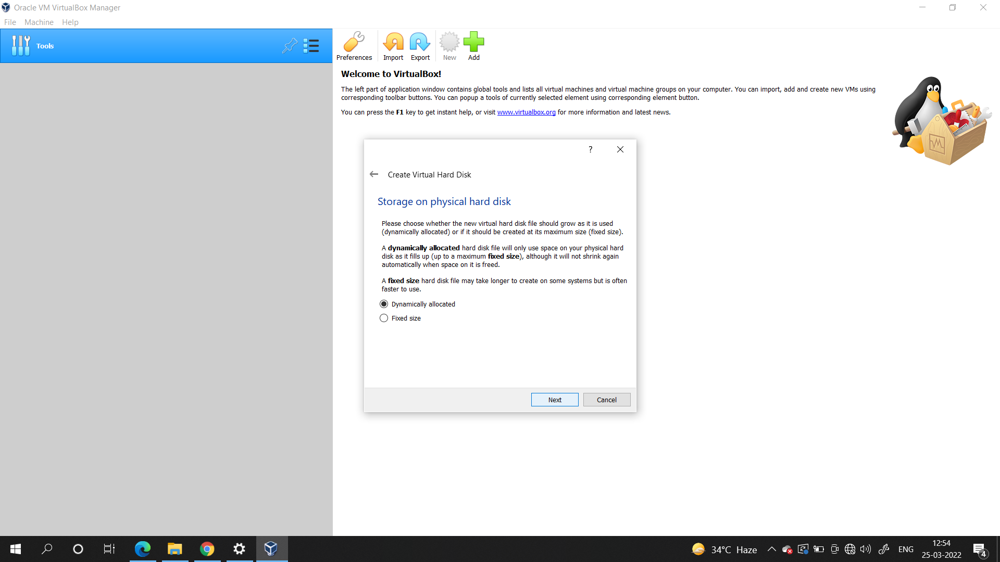 Oracle VM VirtualBox Manager
File Machine Help
Tools
Preferences Import Export New Add
Welcome to VirtualBox!
The left part of application window contains global tools and lists all virtual machines and virtual machine groups on your computer. You can import, add and create new VMs using
corresponding toolbar buttons. You can popup a tools of currently selected element using corresponding element button.
You can press the F1 key to get instant help, or visit www.virtualbox.org for more information and latest news.
?
Create Virtual Hard Disk
Storage on physical hard disk
Please choose whether the new virtual hard disk file should grow as it is used
(dynamically allocated) or if it should be created at its maximum size (fixed size).
A dynamically allocated hard disk file will only use space on your physical hard
disk as it fills up (up to a maximum fixed size), although it will not shrink again
automatically when space on it is freed.
A fixed size hard disk file may take longer to create on some systems but is often
faster to use.
Dynamically allocated
Fixed size
Next Cancel
34°C Haze ENG 12:54
25-03-2022
4